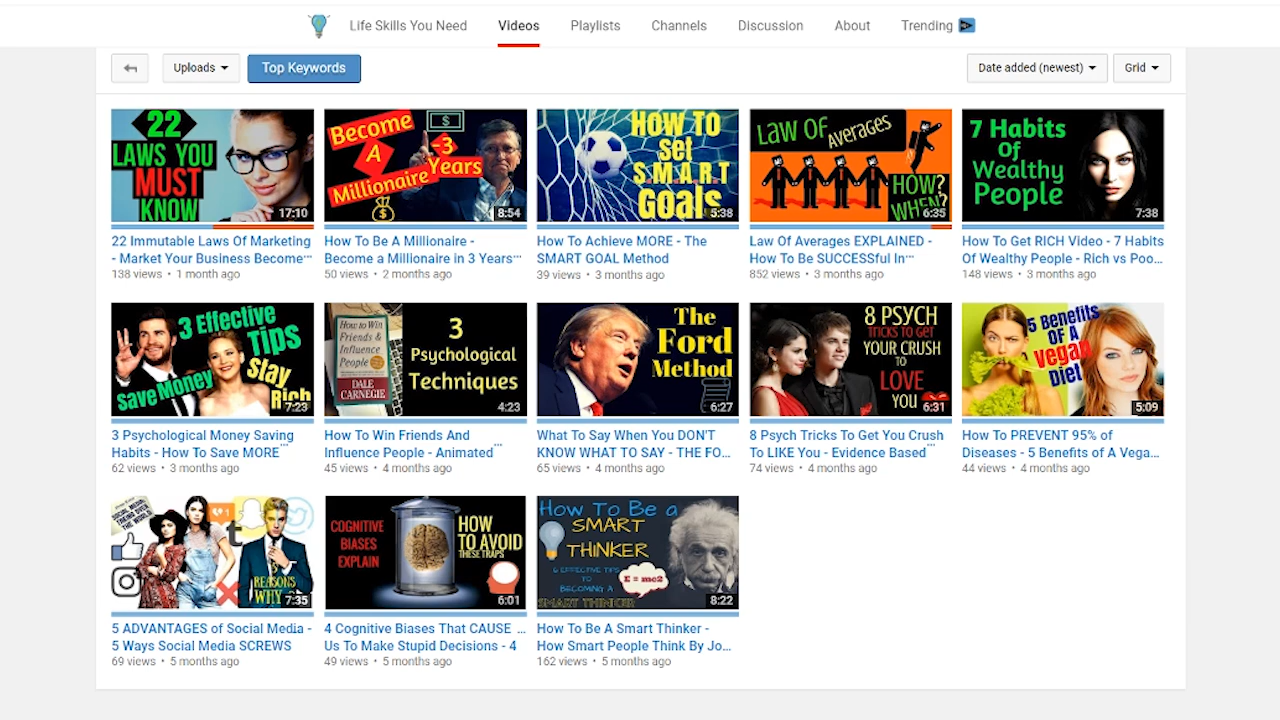 Life Skills You Need Videos Playlists Channels Discussion About Trending
Uploads Top Keywords Date added (newest) Grid
22
LAWS YOU
MUST
KNOW
17:10
22 Immutable Laws Of Marketing
- Market Your Business Become…
138 views • 1 month ago
Become
A
Millionaire
-3
Years
$
$
8:54
How To Be A Millionaire -
Become a Millionaire in 3 Years…
50 views • 2 months ago
HOW TO
Set
S.M.A.R.T
Goals
5:38
How To Achieve MORE - The
SMART GOAL Method
39 views • 3 months ago
LAW OF AVERAGES
HOW?
WHEN?
6:35
Law Of Averages EXPLAINED -
How To Be SUCCESSful In…
852 views • 3 months ago
7 Habits
Of
Wealthy
People
7:38
How To Get RICH Video - 7 Habits
Of Wealthy People - Rich vs Poo…
148 views • 3 months ago
3 Effective
Tips
Save Money
Stay
Rich
7:23
3 Psychological Money Saving
Habits - How To Save MORE…
62 views • 3 months ago
How to Win
Friends &
Influence
People
DALE
CARNEGIE
3
Psychological
Techniques
4:23
How To Win Friends And
Influence People - Animated…
45 views • 4 months ago
The
Ford
Method
6:27
What To Say When You DON'T
KNOW WHAT TO SAY - THE FO…
65 views • 4 months ago
8 PSYCH
TRICKS TO GET
YOUR CRUSH
TO
LOVE
YOU
6:31
8 Psych Tricks To Get You Crush
To LIKE You - Evidence Based…
74 views • 4 months ago
5 Benefits
OF A
Vegan
Diet
5:09
How To PREVENT 95% of
Diseases - 5 Benefits of A Vega…
44 views • 4 months ago
SOCIAL MEDIA
TAKING OVER
THE WORLD
1
t
5 REASONS
WHY
7:35
5 ADVANTAGES of Social Media -
5 Ways Social Media SCREWS
69 views • 5 months ago
COGNITIVE
BIASES
EXPLAIN
HOW
TO AVOID
THESE TRAPS
6:01
4 Cognitive Biases That CAUSE …
Us To Make Stupid Decisions - 4
49 views • 5 months ago
How To Be a
SMART
THINKER
6 EFFECTIVE TIPS
TO
BECOMING A
SMART THINKER
E = mc2
8:22
How To Be A Smart Thinker -
How Smart People Think By Jo…
162 views • 5 months ago